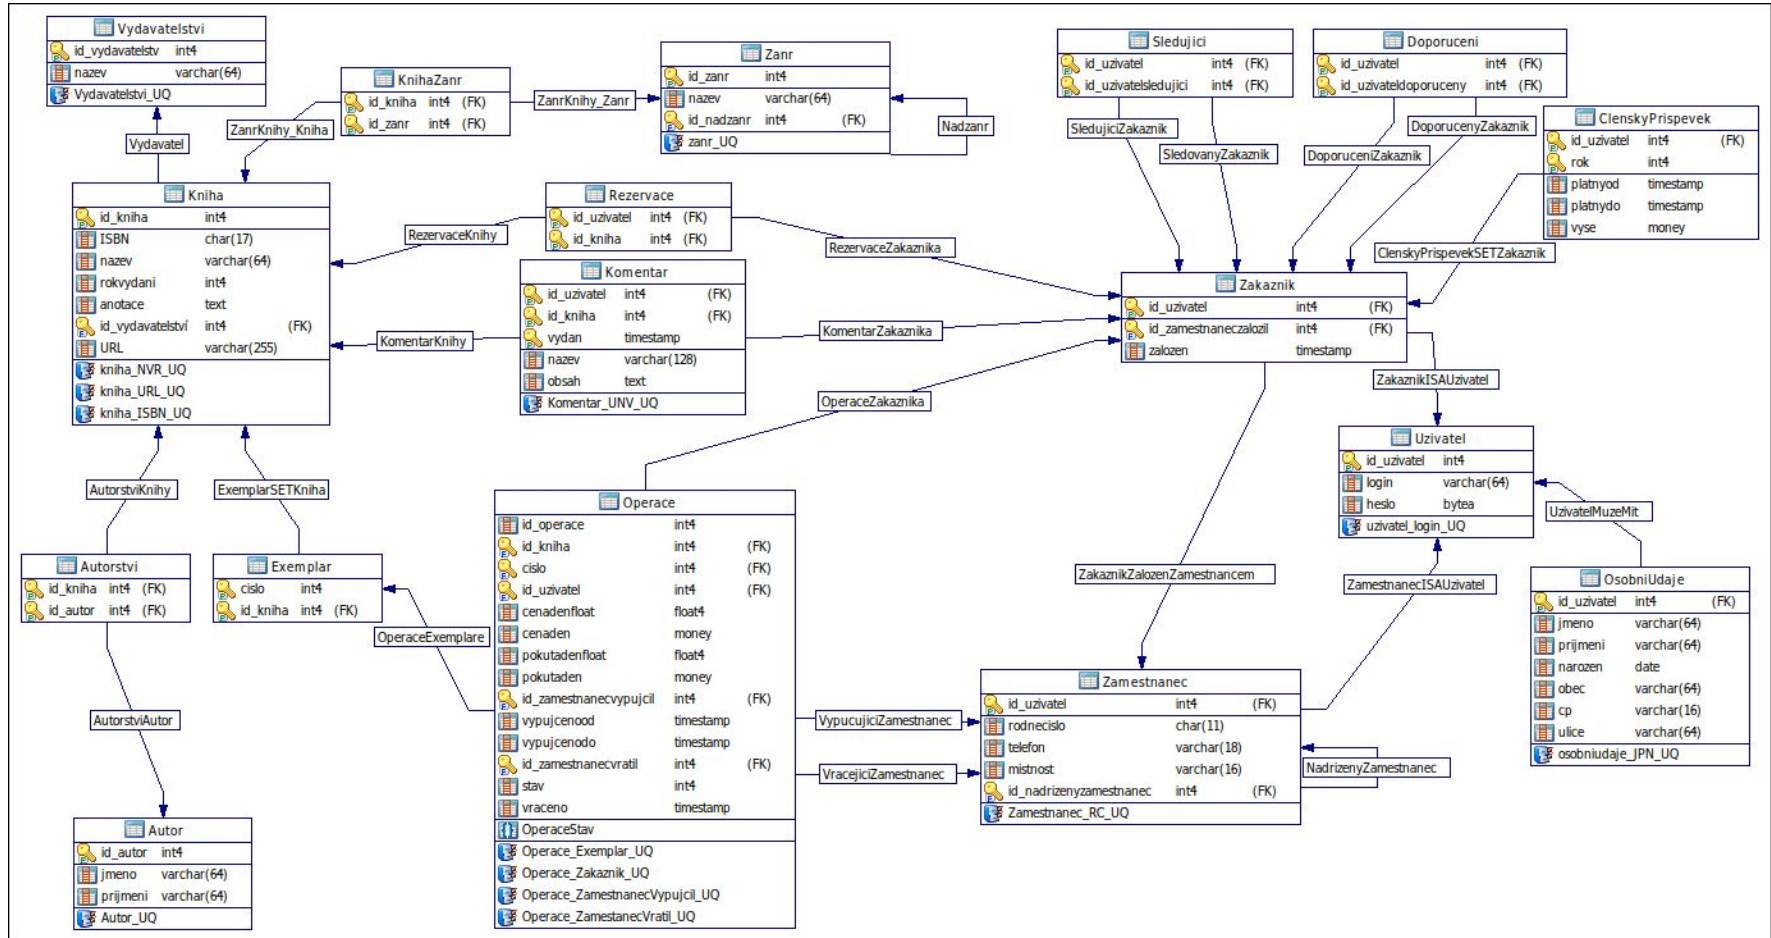 Vydavatelstvi
id_vydavatelstv int4
nazev varchar(64)
Vydavatelstvi_UQ
Vydavatel
KnihaZanr
id_kniha int4 (FK)
id_zanr int4 (FK)
ZanrKnihy_Kniha
ZanrKnihy_Zanr
Zanr
id_zanr int4
nazev varchar(64)
id_nadzanr int4 (FK)
zanr_UQ
Nadzanr
Sledujici
id_uzivatel int4 (FK)
id_uzivatelsledujici int4 (FK)
SledujiciZakaznik
SledovanyZakaznik
Doporuceni
id_uzivatel int4 (FK)
id_uzivateldoporuceny int4 (FK)
DoporuceniZakaznik
DoporucenyZakaznik
ClenskyPrispevek
id_uzivatel int4 (FK)
rok int4
platnyod timestamp
platnydo timestamp
vyse money
ClenskyPrispevekSETZakaznik
Kniha
id_kniha int4
ISBN char(17)
nazev varchar(64)
rokvydani int4
anotace text
id_vydavatelství int4 (FK)
URL varchar(255)
kniha_NVR_UQ
kniha_URL_UQ
kniha_ISBN_UQ
Rezervace
id_uzivatel int4 (FK)
id_kniha int4 (FK)
RezervaceKnihy
RezervaceZakaznika
Komentar
id_uzivatel int4 (FK)
id_kniha int4 (FK)
vydan timestamp
nazev varchar(128)
obsah text
Komentar_UNV_UQ
KomentarKnihy
KomentarZakaznika
Zakaznik
id_uzivatel int4 (FK)
id_zamestnaneczalozil int4 (FK)
zalozen timestamp
ZakaznikISAUzivatel
OperaceZakaznika
Uzivatel
id_uzivatel int4
login varchar(64)
heslo bytea
uzivatel_login_UQ
UzivatelMuzeMit
AutorstviKnihy
ExemplarSETKniha
Autorstvi
id_kniha int4 (FK)
id_autor int4 (FK)
Exemplar
cislo int4
id_kniha int4 (FK)
OperaceExemplare
AutorstviAutor
Operace
id_operace int4
id_kniha int4 (FK)
cislo int4 (FK)
id_uzivatel int4 (FK)
cenadenfloat float4
cenaden money
pokutadenfloat float4
pokutaden money
id_zamestnanecvypujcil int4 (FK)
vypujcenood timestamp
vypujcenodo timestamp
id_zamestnanecvratil int4 (FK)
stav int4
vraceno timestamp
OperaceStav
Operace_Exemplar_UQ
Operace_Zakaznik_UQ
Operace_ZamestnanecVypujcil_UQ
Operace_ZamestanecVratil_UQ
ZakaznikZalozenZamestnancem
ZamestnanecISAUzivatel
VypucujiciZamestnanec
VracejiciZamestnanec
Zamestnanec
id_uzivatel int4 (FK)
rodnecislo char(11)
telefon varchar(18)
mistnost varchar(16)
id_nadrizenyzamestnanec int4 (FK)
Zamestnanec_RC_UQ
NadrizenyZamestnanec
OsobniUdaje
id_uzivatel int4 (FK)
jmeno varchar(64)
prijmeni varchar(64)
narozen date
obec varchar(64)
cp varchar(16)
ulice varchar(64)
osobniudaje_JPN_UQ
Autor
id_autor int4
jmeno varchar(64)
prijmeni varchar(64)
Autor_UQ